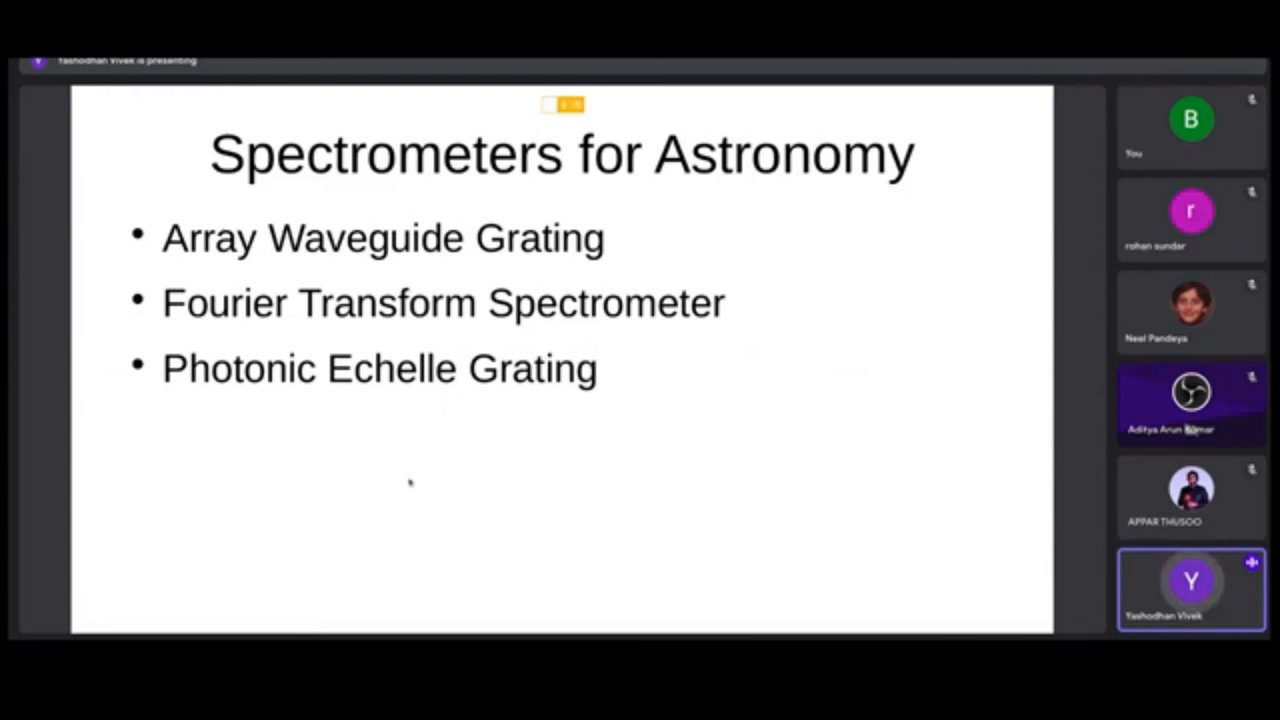 Yashodhan Vivek is presenting
Spectrometers for Astronomy
• Array Waveguide Grating
• Fourier Transform Spectrometer
• Photonic Echelle Grating
B
You
r
rohan sundar
Neel Pandeya
Aditya Arun Kumar
APPAR THUSOO
Y
Yashodhan Vivek